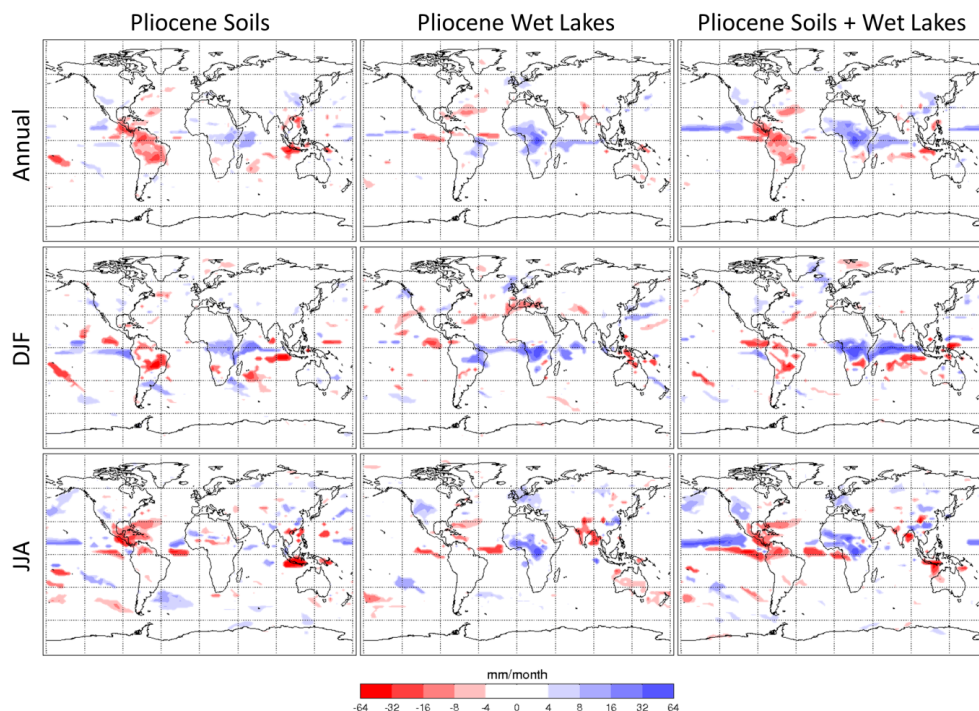 Pliocene Soils
Pliocene Wet Lakes
Pliocene Soils + Wet Lakes
Annual
DJF
JJA
mm/month
-64 -32 -16 -8 -4 0 4 8 16 32 64